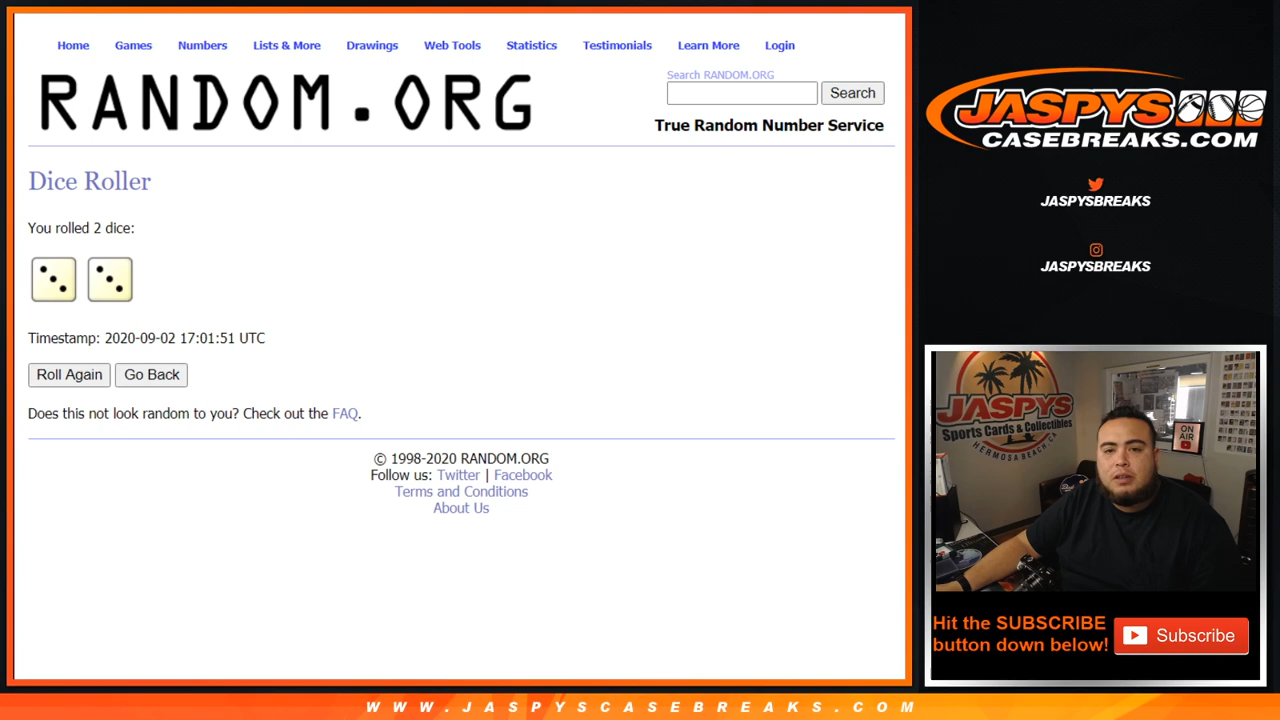 Home Games Numbers Lists & More Drawings Web Tools Statistics Testimonials Learn More Login
RANDOM.ORG
Search RANDOM.ORG
Search
True Random Number Service
Dice Roller
You rolled 2 dice:
Timestamp: 2020-09-02 17:01:51 UTC
Roll Again Go Back
Does this not look random to you? Check out the FAQ.
© 1998-2020 RANDOM.ORG
Follow us: Twitter | Facebook
Terms and Conditions
About Us
JASPYS
CASEBREAKS.COM
JASPYSBREAKS
JASPYSBREAKS
JASPYS
Sports Cards & Collectibles
HERMOSA BEACH, CA
ON
AIR
Hit the SUBSCRIBE
button down below!
Subscribe
WWW.JASPYSCASEBREAKS.COM